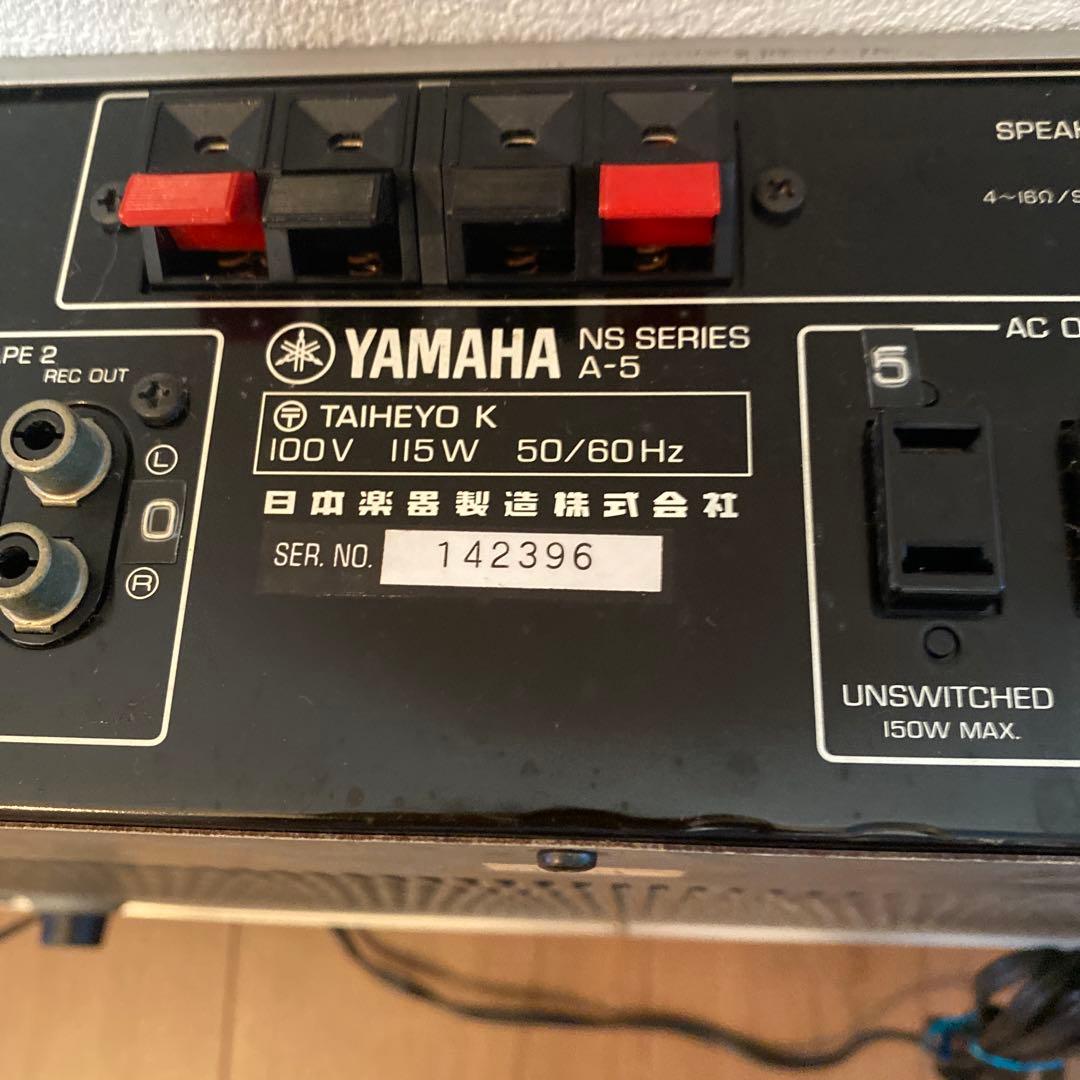 SPEAK
4~16Ω/S
YAMAHA NS SERIES
A-5
〒 TAIHEYO K
100V 115W 50/60Hz
日本楽器製造株式会社
SER. NO. 142396
APE 2
REC OUT
L
0
R
AC O
5
UNSWITCHED
150W MAX.